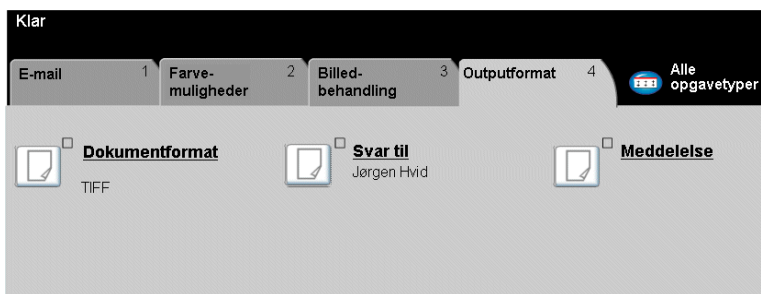 Klar
E-mail 1
Farve-
muligheder 2
Billed-
behandling 3
Outputformat 4
Alle
opgavetyper
Dokumentformat
TIFF
Svar til
Jørgen Hvid
Meddelelse